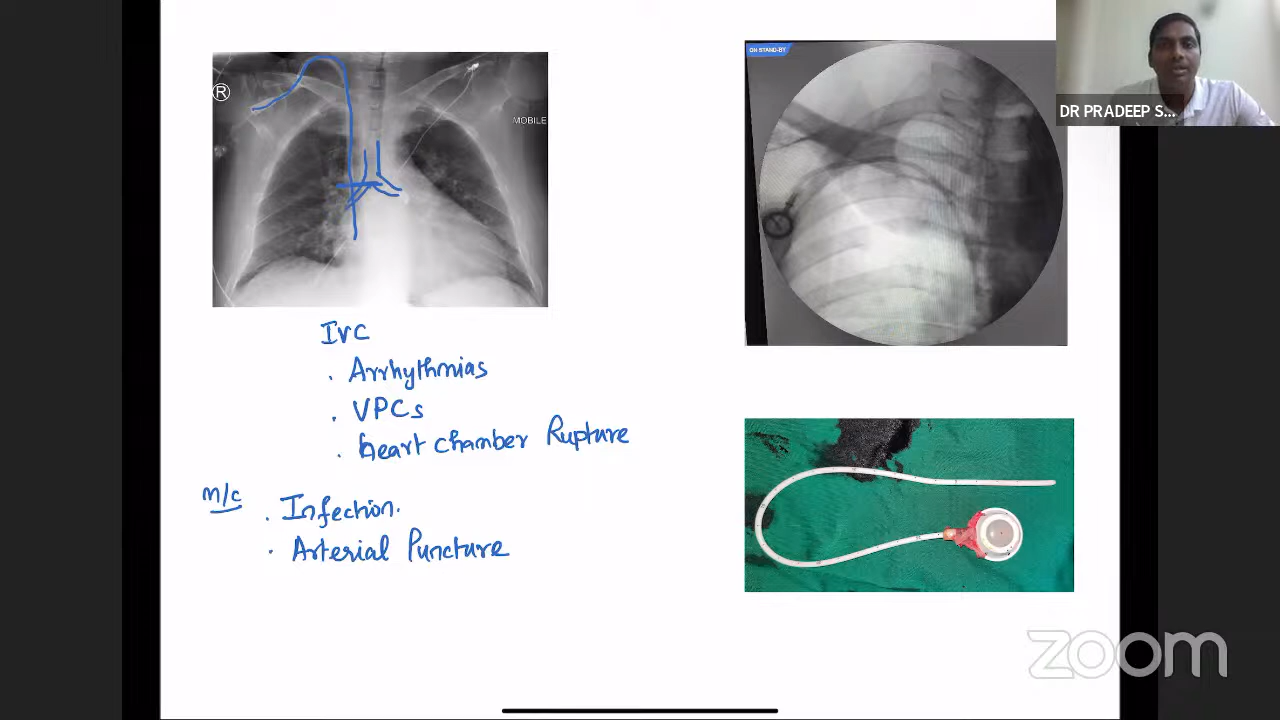 R
MOBILE
ON STAND-BY
DR PRADEEP S...
IVC
. Arrhythmias
. VPCs
. heart chamber Rupture
m/c
. Infection.
. Arterial Puncture
zoom